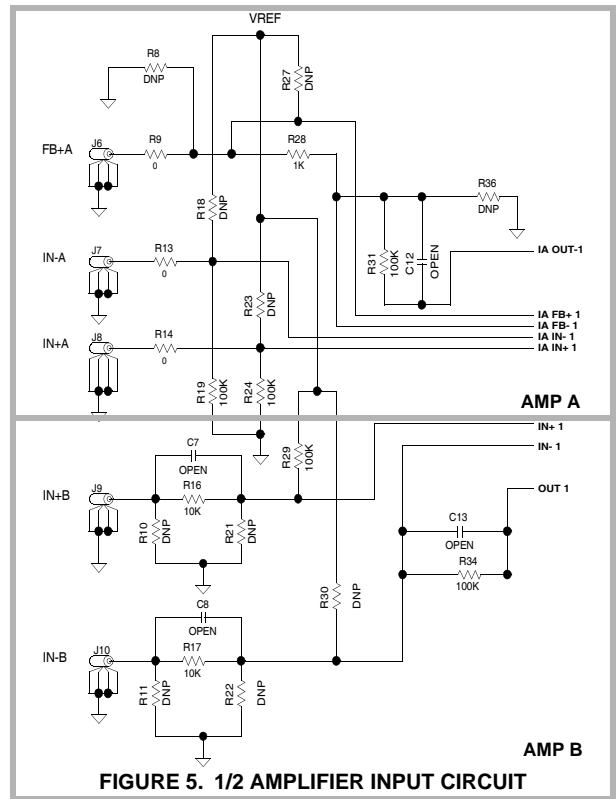 VREF
R8
DNP
R27
DNP
FB+A
J6
R9
0
R28
1K
R36
DNP
R18
DNP
R31
100K
C12
OPEN
IA OUT-1
IN-A
J7
R13
0
R23
DNP
IA FB+ 1
IA FB- 1
IA IN- 1
IA IN+ 1
IN+A
J8
R14
0
R19
100K
R24
100K
AMP A
IN+ 1
IN- 1
C7
OPEN
R29
100K
OUT 1
IN+B
J9
R16
10K
R10
DNP
R21
DNP
C13
OPEN
R34
100K
R30
DNP
C8
OPEN
IN-B
J10
R17
10K
R11
DNP
R22
DNP
AMP B
FIGURE 5. 1/2 AMPLIFIER INPUT CIRCUIT